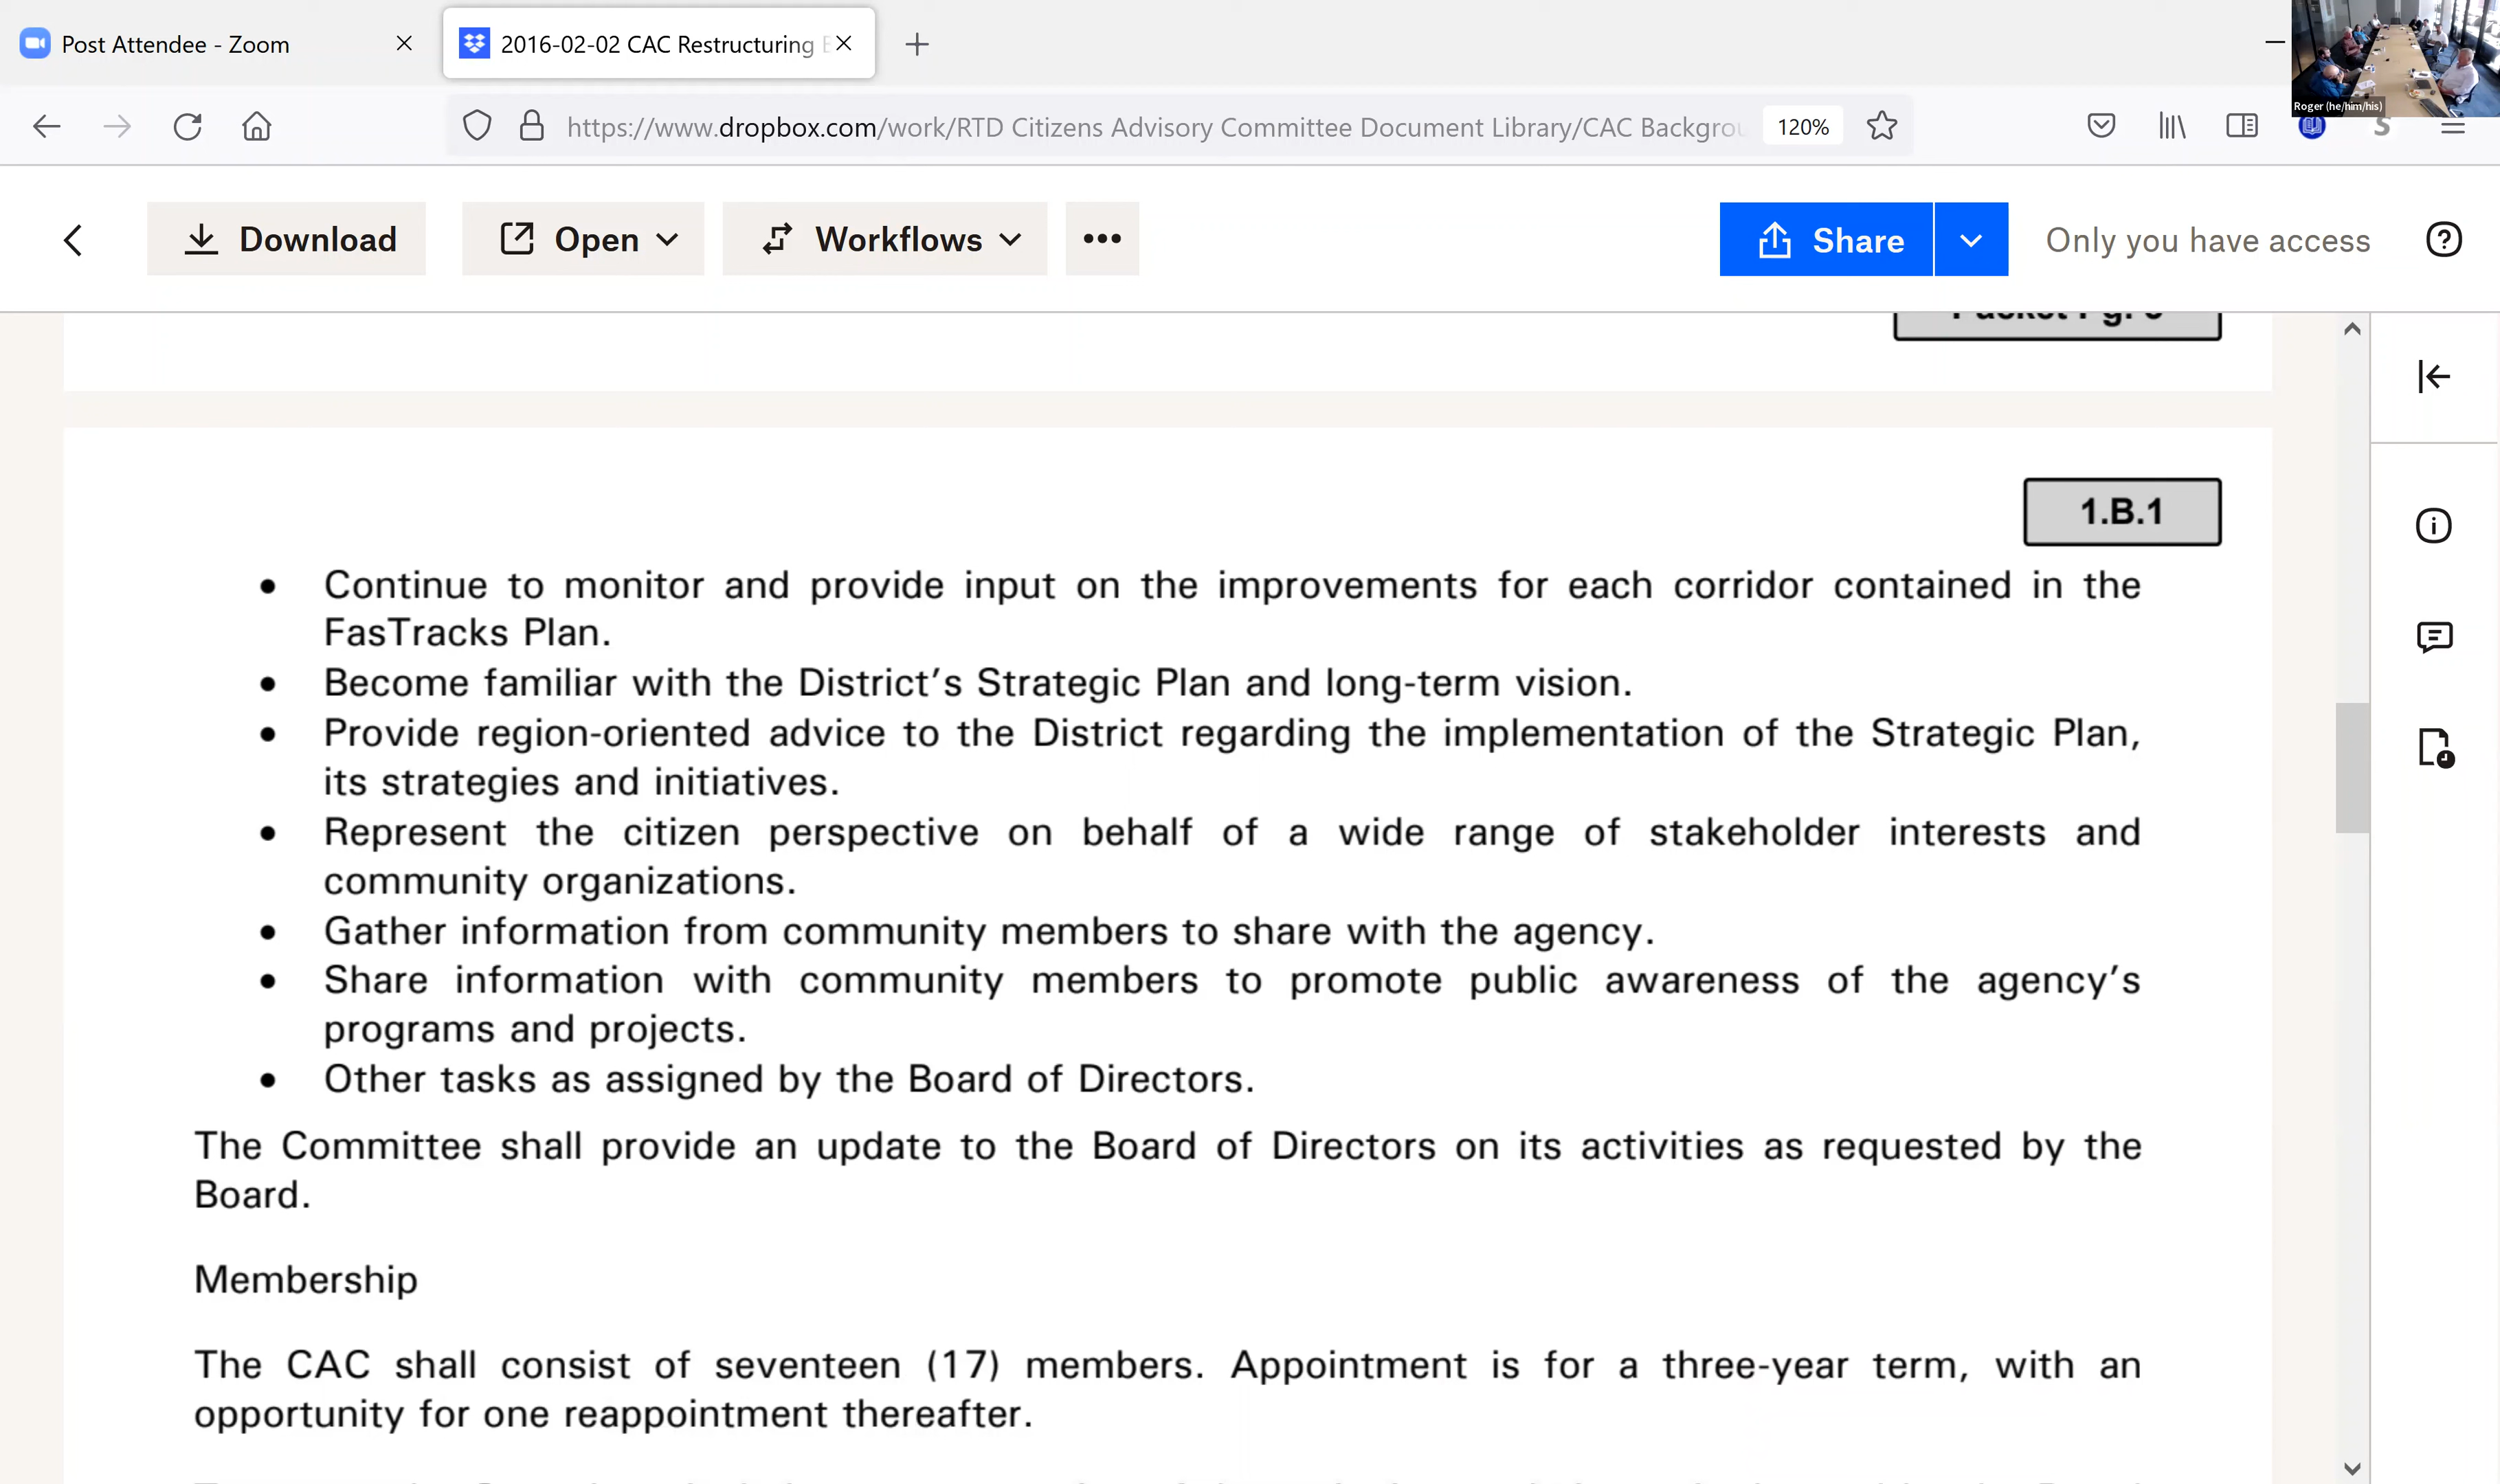 Post Attendee - Zoom
2016-02-02 CAC Restructuring
Roger (he/him/his)
https://www.dropbox.com/work/RTD Citizens Advisory Committee Document Library/CAC Backgrou
120%
S
Download
Open
Workflows
Share
Only you have access
1.B.1
• Continue to monitor and provide input on the improvements for each corridor contained in the
FasTracks Plan.
• Become familiar with the District's Strategic Plan and long-term vision.
• Provide region-oriented advice to the District regarding the implementation of the Strategic Plan,
its strategies and initiatives.
• Represent the citizen perspective on behalf of a wide range of stakeholder interests and
community organizations.
• Gather information from community members to share with the agency.
• Share information with community members to promote public awareness of the agency's
programs and projects.
• Other tasks as assigned by the Board of Directors.
The Committee shall provide an update to the Board of Directors on its activities as requested by the
Board.
Membership
The CAC shall consist of seventeen (17) members. Appointment is for a three-year term, with an
opportunity for one reappointment thereafter.